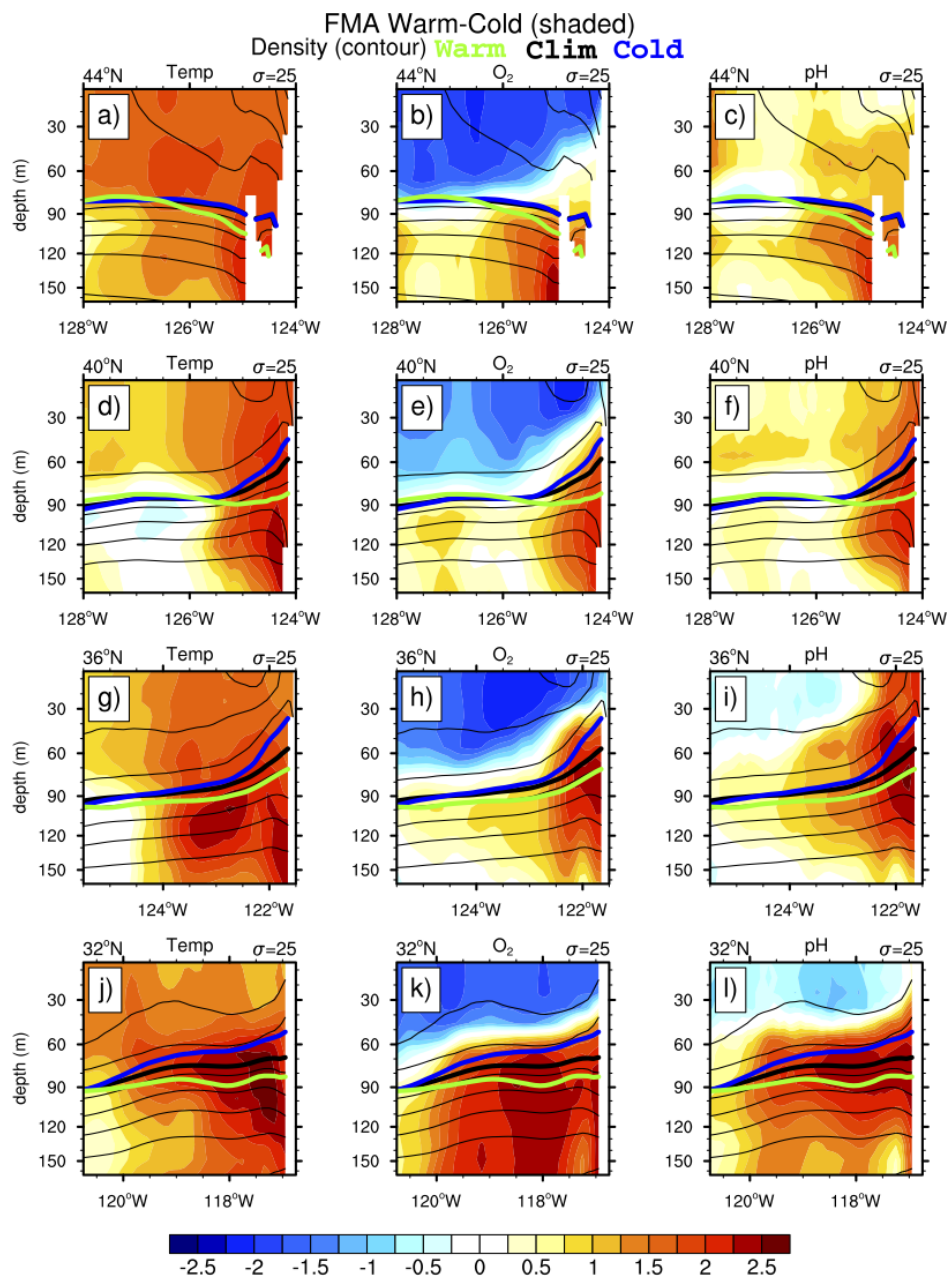 FMA Warm-Cold (shaded)
Density (contour) Warm Clim Cold
44°N Temp σ=25 44°N O₂ σ=25 44°N pH σ=25
a) b) c)
depth (m)
30
60
90
120
150
128°W 126°W 124°W 128°W 126°W 124°W 128°W 126°W 124°W
40°N Temp σ=25 40°N O₂ σ=25 40°N pH σ=25
d) e) f)
depth (m)
30
60
90
120
150
128°W 126°W 124°W 128°W 126°W 124°W 128°W 126°W 124°W
36°N Temp σ=25 36°N O₂ σ=25 36°N pH σ=25
g) h) i)
depth (m)
30
60
90
120
150
124°W 122°W 124°W 122°W 124°W 122°W
32°N Temp σ=25 32°N O₂ σ=25 32°N pH σ=25
j) k) l)
depth (m)
30
60
90
120
150
120°W 118°W 120°W 118°W 120°W 118°W
-2.5 -2 -1.5 -1 -0.5 0 0.5 1 1.5 2 2.5